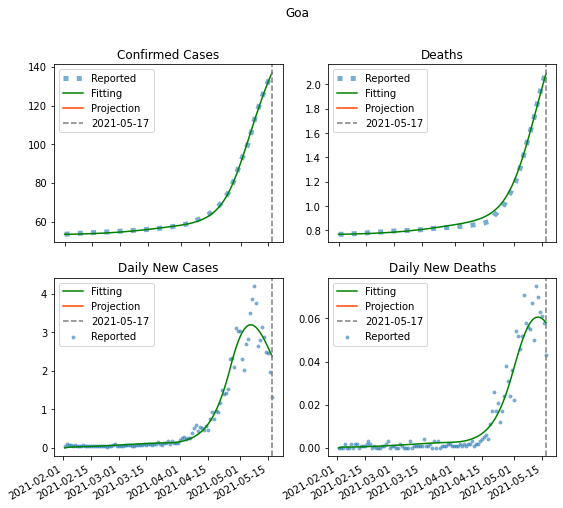 Goa
Confirmed Cases
140
120
100
80
60
Reported
Fitting
Projection
2021-05-17
Deaths
2.0
1.8
1.6
1.4
1.2
1.0
0.8
Reported
Fitting
Projection
2021-05-17
Daily New Cases
4
3
2
1
0
Fitting
Projection
2021-05-17
Reported
2021-02-01
2021-02-15
2021-03-01
2021-03-15
2021-04-01
2021-04-15
2021-05-01
2021-05-15
Daily New Deaths
0.08
0.06
0.04
0.02
0.00
Fitting
Projection
2021-05-17
Reported
2021-02-01
2021-02-15
2021-03-01
2021-03-15
2021-04-01
2021-04-15
2021-05-01
2021-05-15